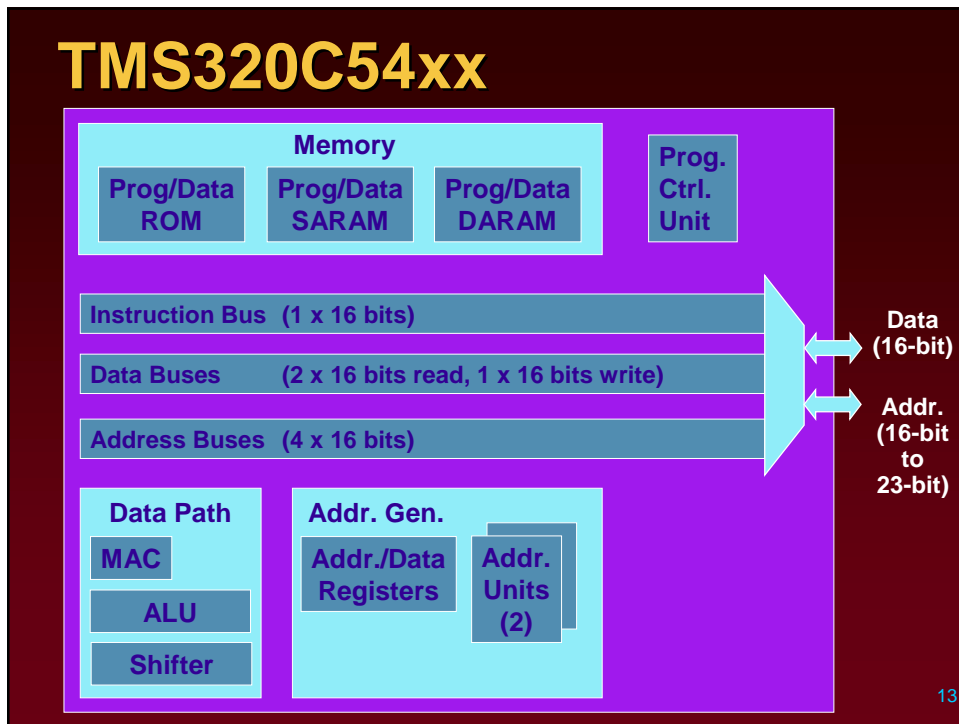 TMS320C54xx
Memory
Prog/Data
ROM
Prog/Data
SARAM
Prog/Data
DARAM
Prog.
Ctrl.
Unit
Instruction Bus (1 x 16 bits)
Data Buses (2 x 16 bits read, 1 x 16 bits write)
Address Buses (4 x 16 bits)
Data
(16-bit)
Addr.
(16-bit
to
23-bit)
Data Path
MAC
ALU
Shifter
Addr. Gen.
Addr./Data
Registers
Addr.
Units
(2)
13